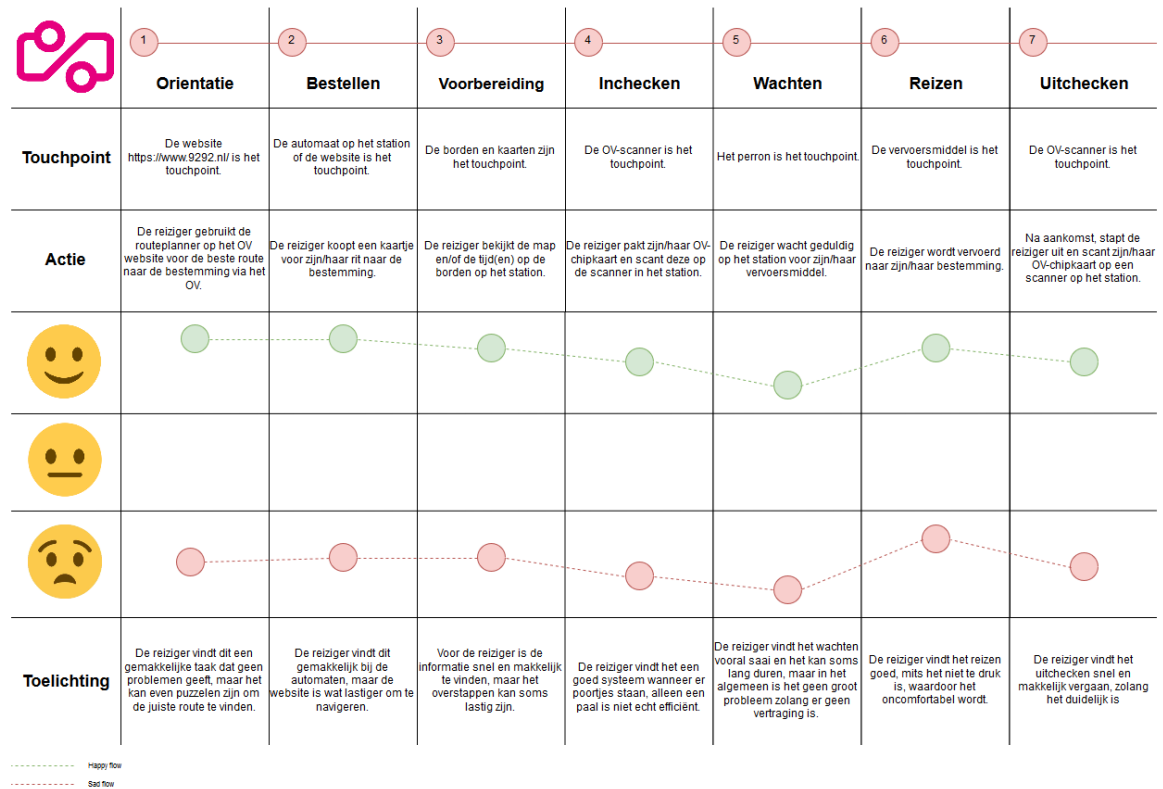 1
2
3
4
5
6
7
Orientatie
Bestellen
Voorbereiding
Inchecken
Wachten
Reizen
Uitchecken
Touchpoint
De website
https://www.9292.nl/ is het
touchpoint.
De automaat op het station
of de website is het
touchpoint.
De borden en kaarten zijn
het touchpoint.
De OV-scanner is het
touchpoint.
Het perron is het touchpoint.
De vervoersmiddel is het
touchpoint.
De OV-scanner is het
touchpoint.
Actie
De reiziger gebruikt de
routeplanner op het OV
website voor de beste route
naar de bestemming via het
OV.
De reiziger koopt een kaartje
voor zijn/haar rit naar de
bestemming.
De reiziger bekijkt de map
en/of de tijd(en) op de
borden op het station.
De reiziger pakt zijn/haar OV-
chipkaart en scant deze op
de scanner in het station.
De reiziger wacht geduldig
op het station voor zijn/haar
vervoersmiddel.
De reiziger wordt vervoerd
naar zijn/haar bestemming.
Na aankomst, stapt de
reiziger uit en scant zijn/haar
OV-chipkaart op een
scanner op het station.
Toelichting
De reiziger vindt dit een
gemakkelijke taak dat geen
problemen geeft, maar het
kan even puzzelen zijn om
de juiste route te vinden.
De reiziger vindt dit
gemakkelijk bij de
automaten, maar de
website is wat lastiger om te
navigeren.
Voor de reiziger is de
informatie snel en makkelijk
te vinden, maar het
overstappen kan soms
lastig zijn.
De reiziger vindt het een
goed systeem wanneer er
poortjes staan, alleen een
paal is niet echt efficiënt.
De reiziger vindt het wachten
vooral saai en het kan soms
lang duren, maar in het
algemeen is het geen groot
probleem zolang er geen
vertraging is.
De reiziger vindt het reizen
goed, mits het niet te druk
is, waardoor het
oncomfortabel wordt.
De reiziger vindt het
uitchecken snel en
makkelijk vergaan, zolang
het duidelijk is
Happy flow
Sad flow